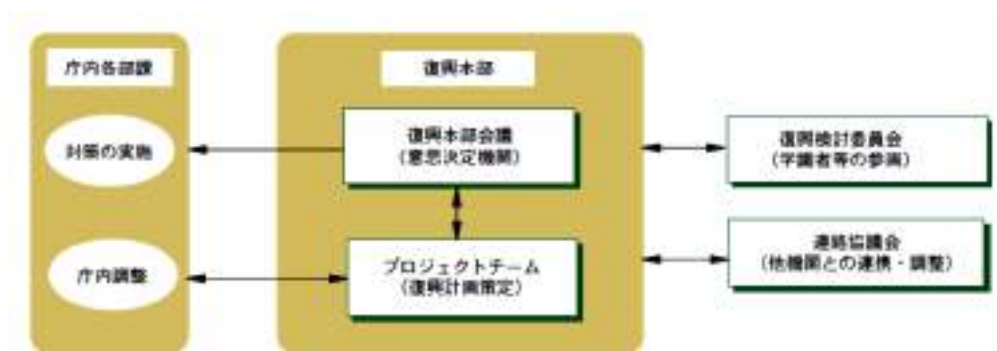 庁内各部課
対策の実施
庁内調整
復興本部
復興本部会議
(意思決定機関)
プロジェクトチーム
(復興計画策定)
復興検討委員会
(学識者等の参画)
連絡協議会
(他機関との連携・調整)